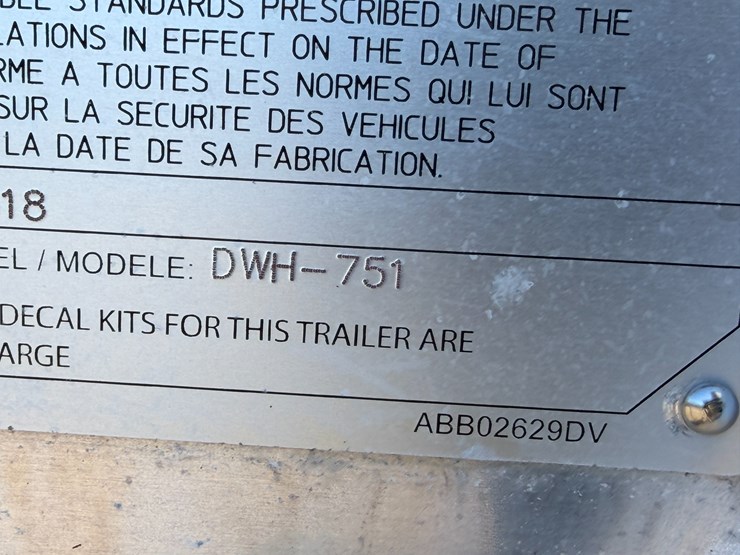 STANDARDS PRESCRIBED UNDER THE
LATIONS IN EFFECT ON THE DATE OF
RME A TOUTES LES NORMES QUI LUI SONT
SUR LA SECURITE DES VEHICULES
LA DATE DE SA FABRICATION.
18
EL / MODELE: DWH-751
DECAL KITS FOR THIS TRAILER ARE
ARGE
ABB02629DV